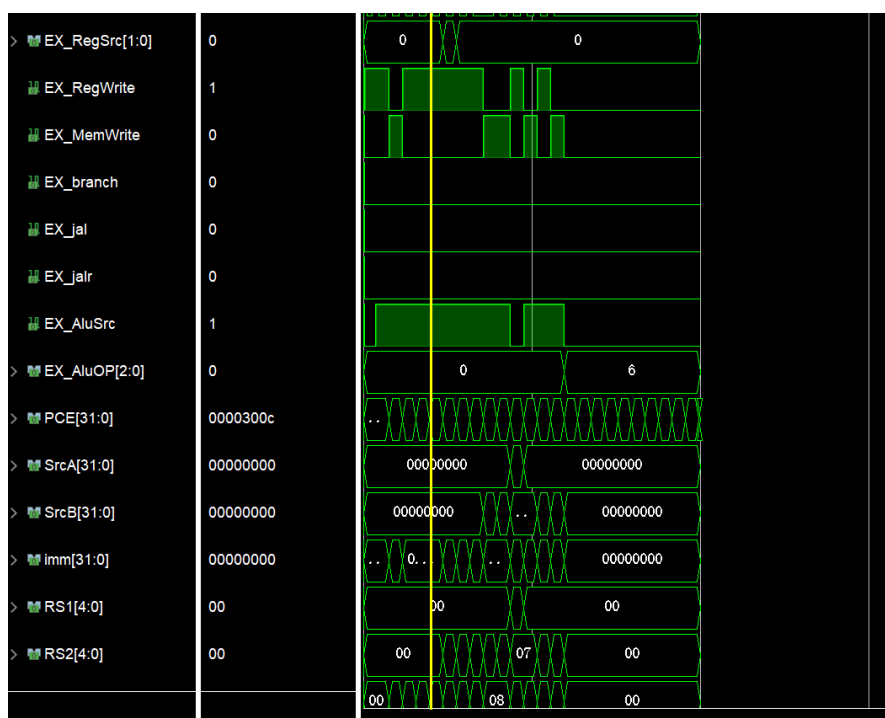 EX_RegSrc[1:0] 0 0 0
EX_RegWrite 1
EX_MemWrite 0
EX_branch 0
EX_jal 0
EX_jalr 0
EX_AluSrc 1
EX_AluOP[2:0] 0 0 6
PCE[31:0] 0000300c ..
SrcA[31:0] 00000000 00000000 00000000
SrcB[31:0] 00000000 00000000 .. 00000000
imm[31:0] 00000000 .. 0... .. 00000000
RS1[4:0] 00 00 00
RS2[4:0] 00 00 07 00
00 08 00